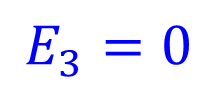 E₃ = 0